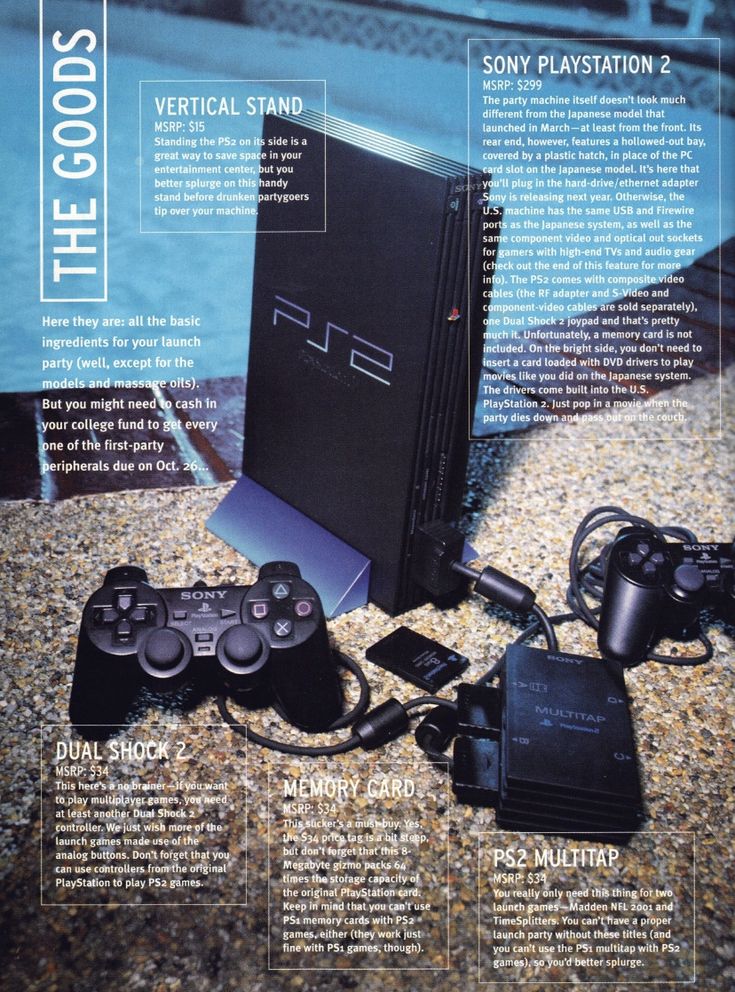 THE GOODS
Here they are: all the basic
ingredients for your launch
party (well, except for the
models and massage oils).
But you might need to cash in
your college fund to get every
one of the first-party
peripherals due on Oct. 26...
VERTICAL STAND
MSRP: $15
Standing the PS2 on its side is a
great way to save space in your
entertainment center, but you
better splurge on this handy
stand before drunken partygoers
tip over your machine.
SONY PLAYSTATION 2
MSRP: $299
The party machine itself doesn't look much
different from the Japanese model that
launched in March—at least from the front. Its
rear end, however, features a hollowed-out bay,
covered by a plastic hatch, in place of the PC
card slot on the Japanese model. It's here that
you'll plug in the hard-drive/ethernet adapter
Sony is releasing next year. Otherwise, the
U.S. machine has the same USB and Firewire
ports as the Japanese system, as well as the
same component video and optical out sockets
for gamers with high-end TVs and audio gear
(check out the end of this feature for more
info). The PS2 comes with composite video
cables (the RF adapter and S-Video and
component-video cables are sold separately),
one Dual Shock 2 joypad and that's pretty
much it. Unfortunately, a memory card is not
included. On the bright side, you don't need to
insert a card loaded with DVD drivers to play
movies like you did on the Japanese system.
The drivers come built into the U.S.
PlayStation 2. Just pop in a movie when the
party dies down and pass out on the couch.
SONY
PS2
SONY
PlayStation
SELECT
START
ANALOG
8
SONY
PlayStation
ANALOG
SONY
A
D
MULTITAP
PlayStation 2
B
C
DUAL SHOCK 2
MSRP: $34
This here's a no brainer—if you want
to play multiplayer games, you need
at least another Dual Shock 2
controller. We just wish more of the
launch games made use of the
analog buttons. Don't forget that you
can use controllers from the original
PlayStation to play PS2 games.
MEMORY CARD
MSRP: $34
This sucker's a must-buy. Yes,
the $34 price tag is a bit steep,
but don't forget that this 8-
Megabyte gizmo packs 64
times the storage capacity of
the original PlayStation card.
Keep in mind that you can't use
PS1 memory cards with PS2
games, either (they work just
fine with PS1 games, though).
PS2 MULTITAP
MSRP: $34
You really only need this thing for two
launch games—Madden NFL 2001 and
TimeSplitters. You can't have a proper
launch party without these titles (and
you can't use the PS1 multitap with PS2
games), so you'd better splurge.